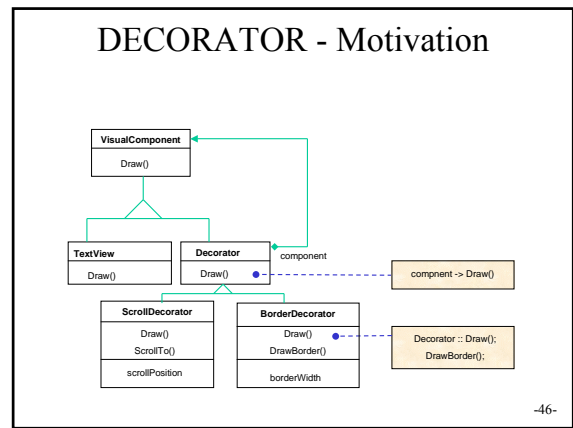 DECORATOR - Motivation
VisualComponent
Draw()
TextView
Draw()
Decorator
Draw()
component
compnent -> Draw()
ScrollDecorator
Draw()
ScrollTo()
scrollPosition
BorderDecorator
Draw()
DrawBorder()
borderWidth
Decorator :: Draw();
DrawBorder();
-46-